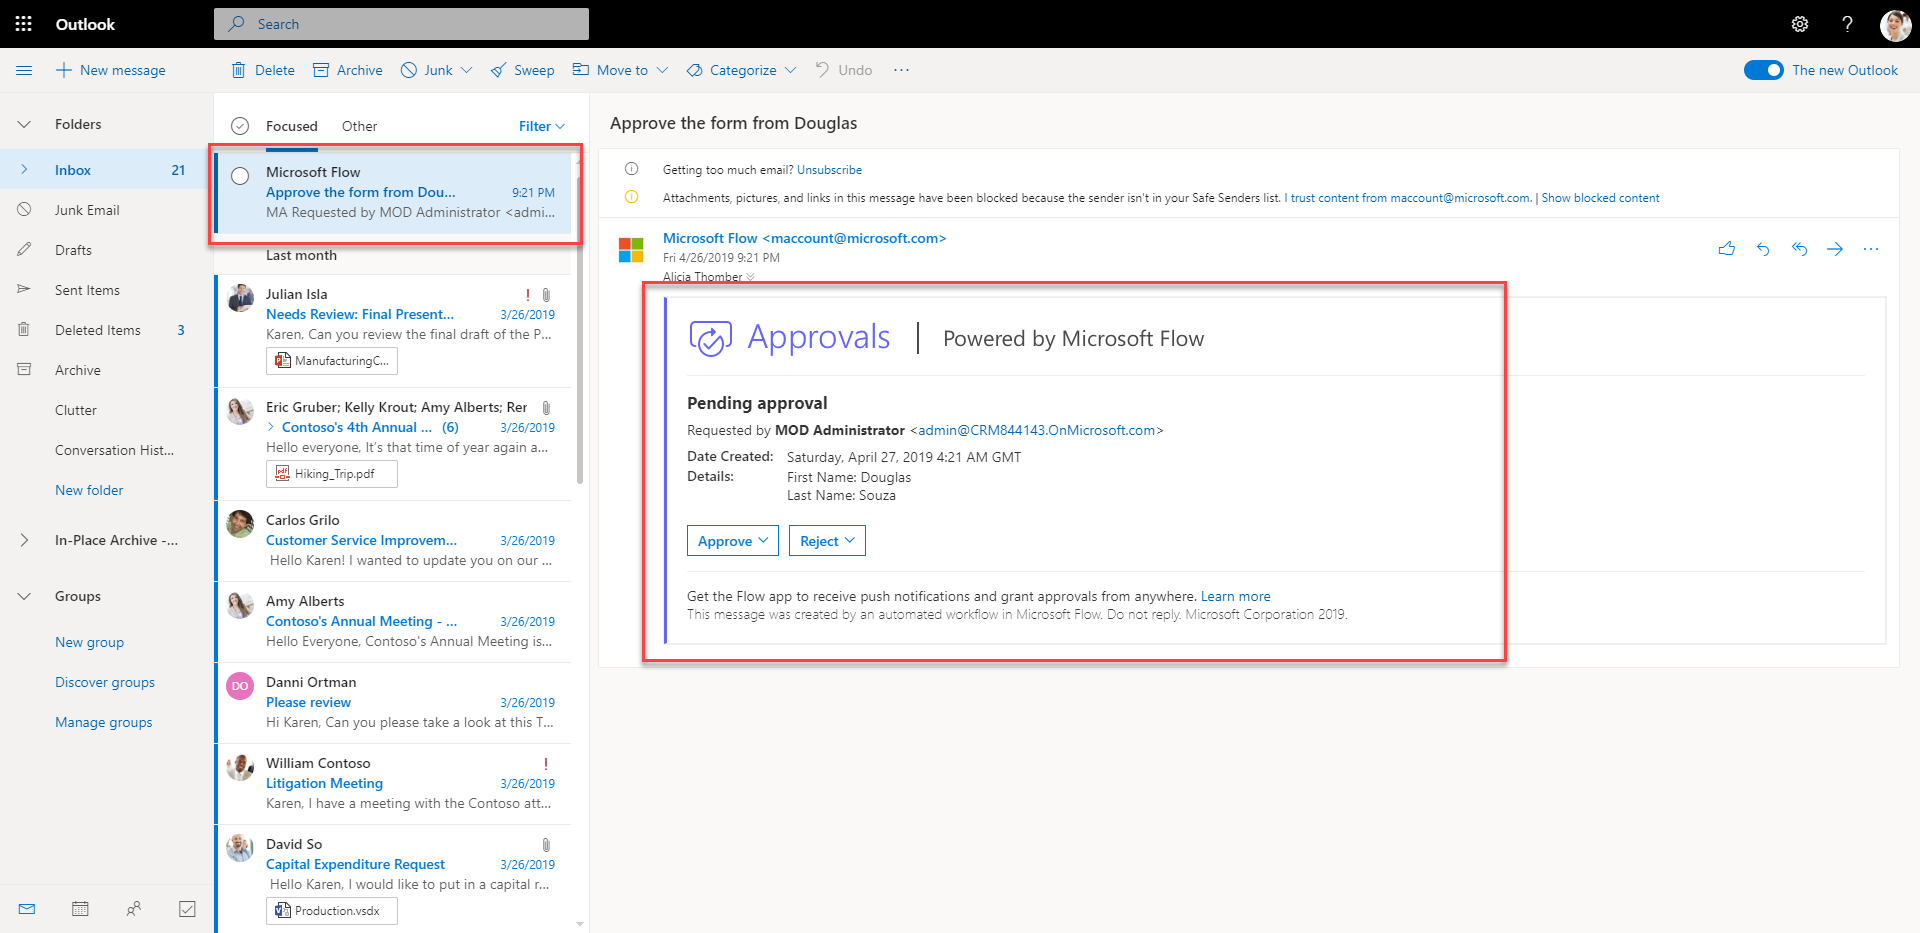 Outlook
Search
New message
Delete
Archive
Junk
Sweep
Move to
Categorize
Undo
The new Outlook
Folders
Inbox 21
Junk Email
Drafts
Sent Items
Deleted Items 3
Archive
Clutter
Conversation Hist...
New folder
In-Place Archive -...
Groups
New group
Discover groups
Manage groups
Focused
Other
Filter
Microsoft Flow
Approve the form from Dou... 9:21 PM
MA Requested by MOD Administrator <admi...
Last month
Julian Isla
Needs Review: Final Present... 3/26/2019
Karen, Can you review the final draft of the P...
ManufacturingC...
Eric Gruber; Kelly Krout; Amy Alberts; Rer
Contoso's 4th Annual ... (6) 3/26/2019
Hello everyone, It's that time of year again a...
Hiking_Trip.pdf
Carlos Grilo
Customer Service Improvem... 3/26/2019
Hello Karen! I wanted to update you on our ...
Amy Alberts
Contoso's Annual Meeting - ... 3/26/2019
Hello Everyone, Contoso's Annual Meeting is...
DO
Danni Ortman
Please review 3/26/2019
Hi Karen, Can you please take a look at this T...
William Contoso
Litigation Meeting 3/26/2019
Karen, I have a meeting with the Contoso att...
David So
Capital Expenditure Request 3/26/2019
Hello Karen, I would like to put in a capital r...
Production.vsdx
Approve the form from Douglas
Getting too much email? Unsubscribe
Attachments, pictures, and links in this message have been blocked because the sender isn't in your Safe Senders list. I trust content from maccount@microsoft.com. | Show blocked content
Microsoft Flow <maccount@microsoft.com>
Fri 4/26/2019 9:21 PM
Alicia Thomber
Approvals | Powered by Microsoft Flow
Pending approval
Requested by MOD Administrator <admin@CRM844143.OnMicrosoft.com>
Date Created: Saturday, April 27, 2019 4:21 AM GMT
Details: First Name: Douglas
Last Name: Souza
Approve
Reject
Get the Flow app to receive push notifications and grant approvals from anywhere. Learn more
This message was created by an automated workflow in Microsoft Flow. Do not reply. Microsoft Corporation 2019.